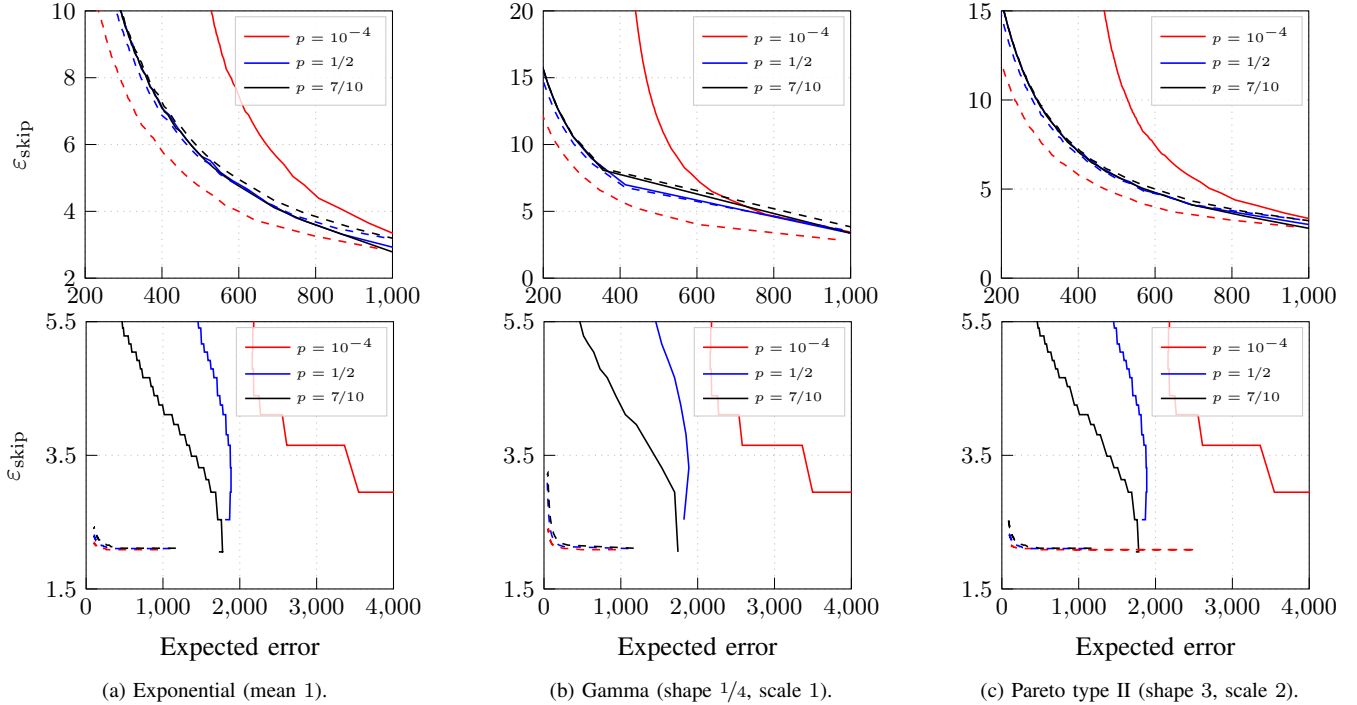 10
8
6
4
2
200
400
600
800
1,000
ε_skip
p = 10⁻⁴
p = 1/2
p = 7/10
20
15
10
5
0
200
400
600
800
1,000
p = 10⁻⁴
p = 1/2
p = 7/10
15
10
5
0
200
400
600
800
1,000
p = 10⁻⁴
p = 1/2
p = 7/10
5.5
3.5
1.5
0
1,000
2,000
3,000
4,000
ε_skip
p = 10⁻⁴
p = 1/2
p = 7/10
Expected error
(a) Exponential (mean 1).
5.5
3.5
1.5
0
1,000
2,000
3,000
4,000
p = 10⁻⁴
p = 1/2
p = 7/10
Expected error
(b) Gamma (shape 1/4, scale 1).
5.5
3.5
1.5
0
1,000
2,000
3,000
4,000
p = 10⁻⁴
p = 1/2
p = 7/10
Expected error
(c) Pareto type II (shape 3, scale 2).